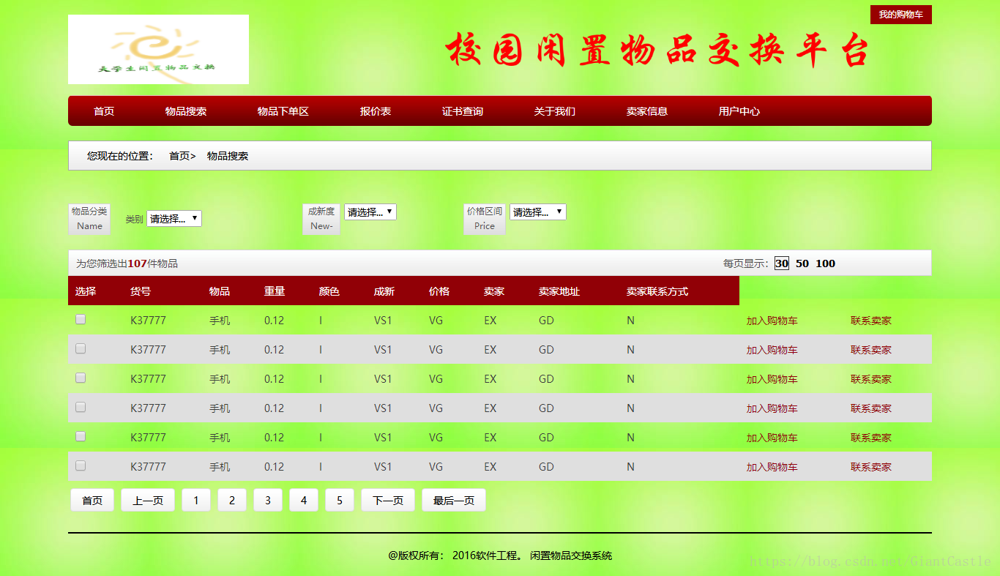 我的购物车
大学生闲置物品交换
校园闲置物品交换平台
首页 物品搜索 物品下单区 报价表 证书查询 关于我们 卖家信息 用户中心
您现在的位置： 首页> 物品搜索
物品分类 类别 请选择... 成新度 请选择... 价格区间 请选择...
Name New- Price
为您筛选出107件物品 每页显示：30 50 100
选择 货号 物品 重量 颜色 成新 价格 卖家 卖家地址 卖家联系方式
K37777 手机 0.12 I VS1 VG EX GD N 加入购物车 联系卖家
K37777 手机 0.12 I VS1 VG EX GD N 加入购物车 联系卖家
K37777 手机 0.12 I VS1 VG EX GD N 加入购物车 联系卖家
K37777 手机 0.12 I VS1 VG EX GD N 加入购物车 联系卖家
K37777 手机 0.12 I VS1 VG EX GD N 加入购物车 联系卖家
K37777 手机 0.12 I VS1 VG EX GD N 加入购物车 联系卖家
首页 上一页 1 2 3 4 5 下一页 最后一页
@版权所有： 2016软件工程。 闲置物品交换系统
https://blog.csdn.net/GiantCastle